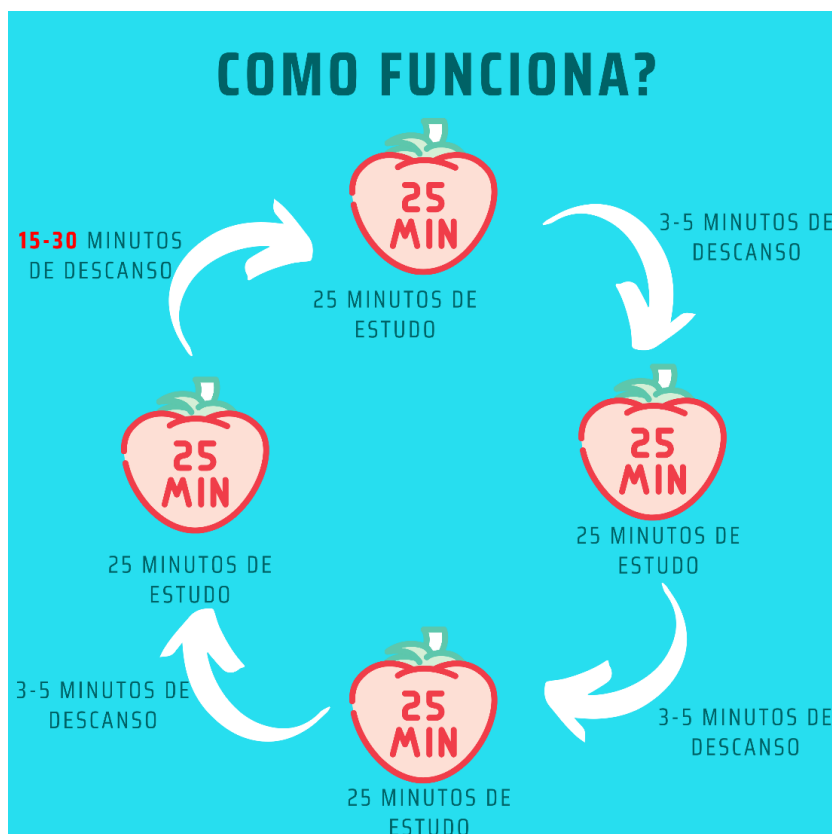 COMO FUNCIONA?
25
MIN
25 MINUTOS DE
ESTUDO
3-5 MINUTOS DE
DESCANSO
25
MIN
25 MINUTOS DE
ESTUDO
3-5 MINUTOS DE
DESCANSO
25
MIN
25 MINUTOS DE
ESTUDO
3-5 MINUTOS DE
DESCANSO
25
MIN
25 MINUTOS DE
ESTUDO
15-30 MINUTOS
DE DESCANSO